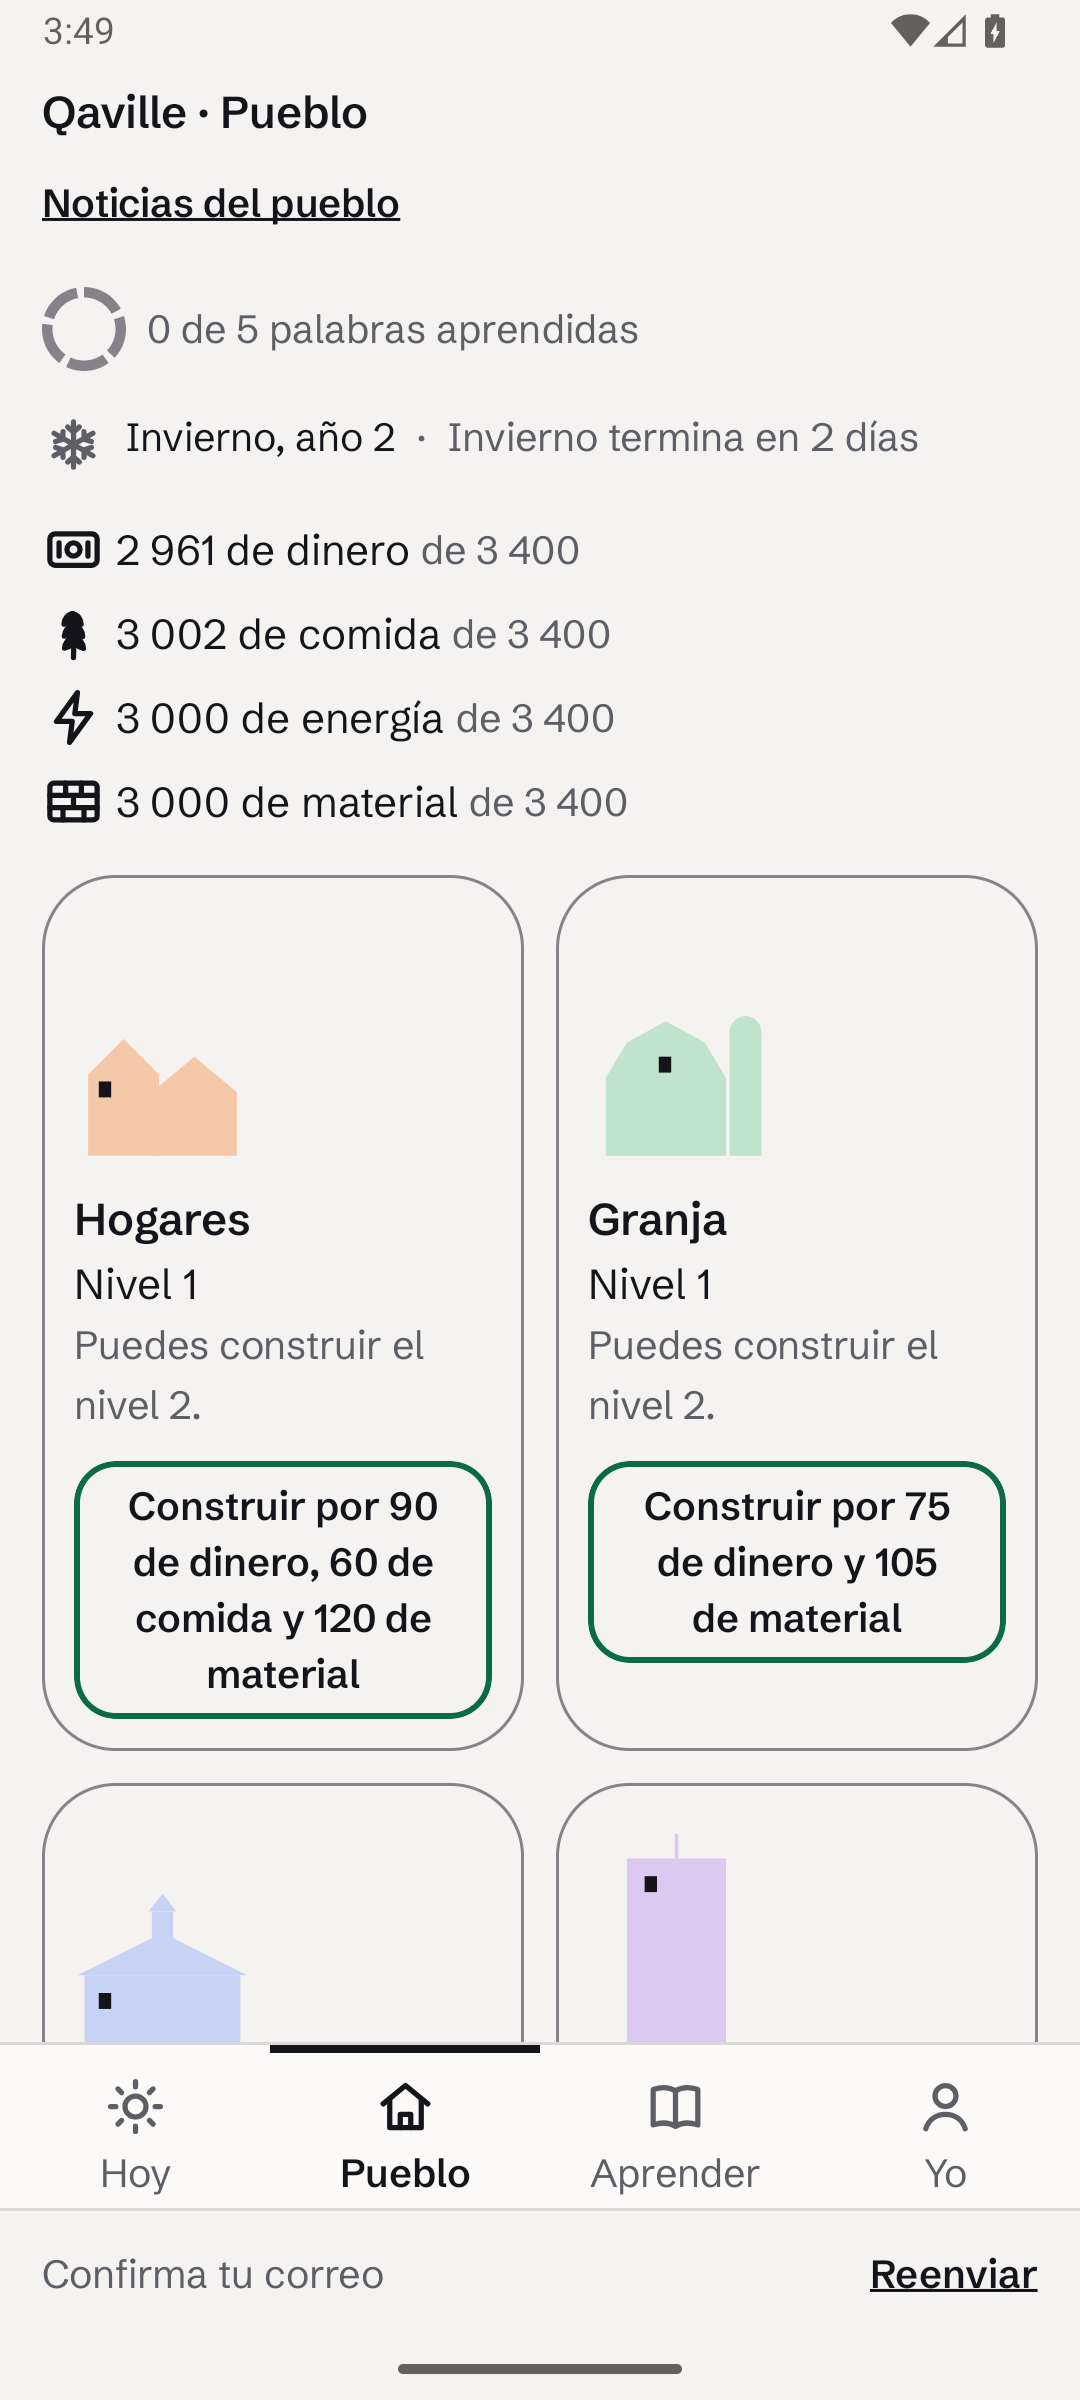 3:49
Qaville · Pueblo
Noticias del pueblo
0 de 5 palabras aprendidas
Invierno, año 2 · Invierno termina en 2 días
2 961 de dinero de 3 400
3 002 de comida de 3 400
3 000 de energía de 3 400
3 000 de material de 3 400
Hogares
Nivel 1
Puedes construir el
nivel 2.
Construir por 90
de dinero, 60 de
comida y 120 de
material
Granja
Nivel 1
Puedes construir el
nivel 2.
Construir por 75
de dinero y 105
de material
Hoy
Pueblo
Aprender
Yo
Confirma tu correo
Reenviar